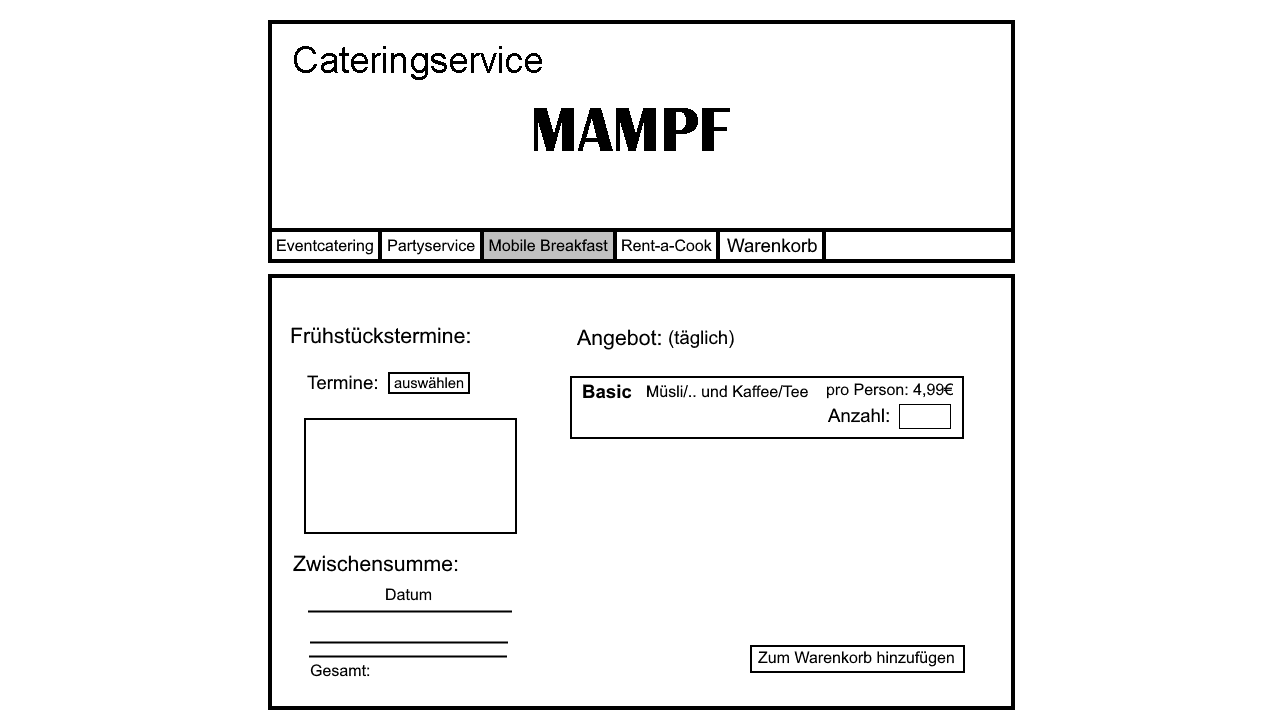 Cateringservice
MAMPF
Eventcatering Partyservice Mobile Breakfast Rent-a-Cook Warenkorb
Frühstückstermine:
Termine: auswählen
Zwischensumme:
Datum
Gesamt:
Angebot: (täglich)
Basic Müsli/.. und Kaffee/Tee pro Person: 4,99€
Anzahl:
Zum Warenkorb hinzufügen